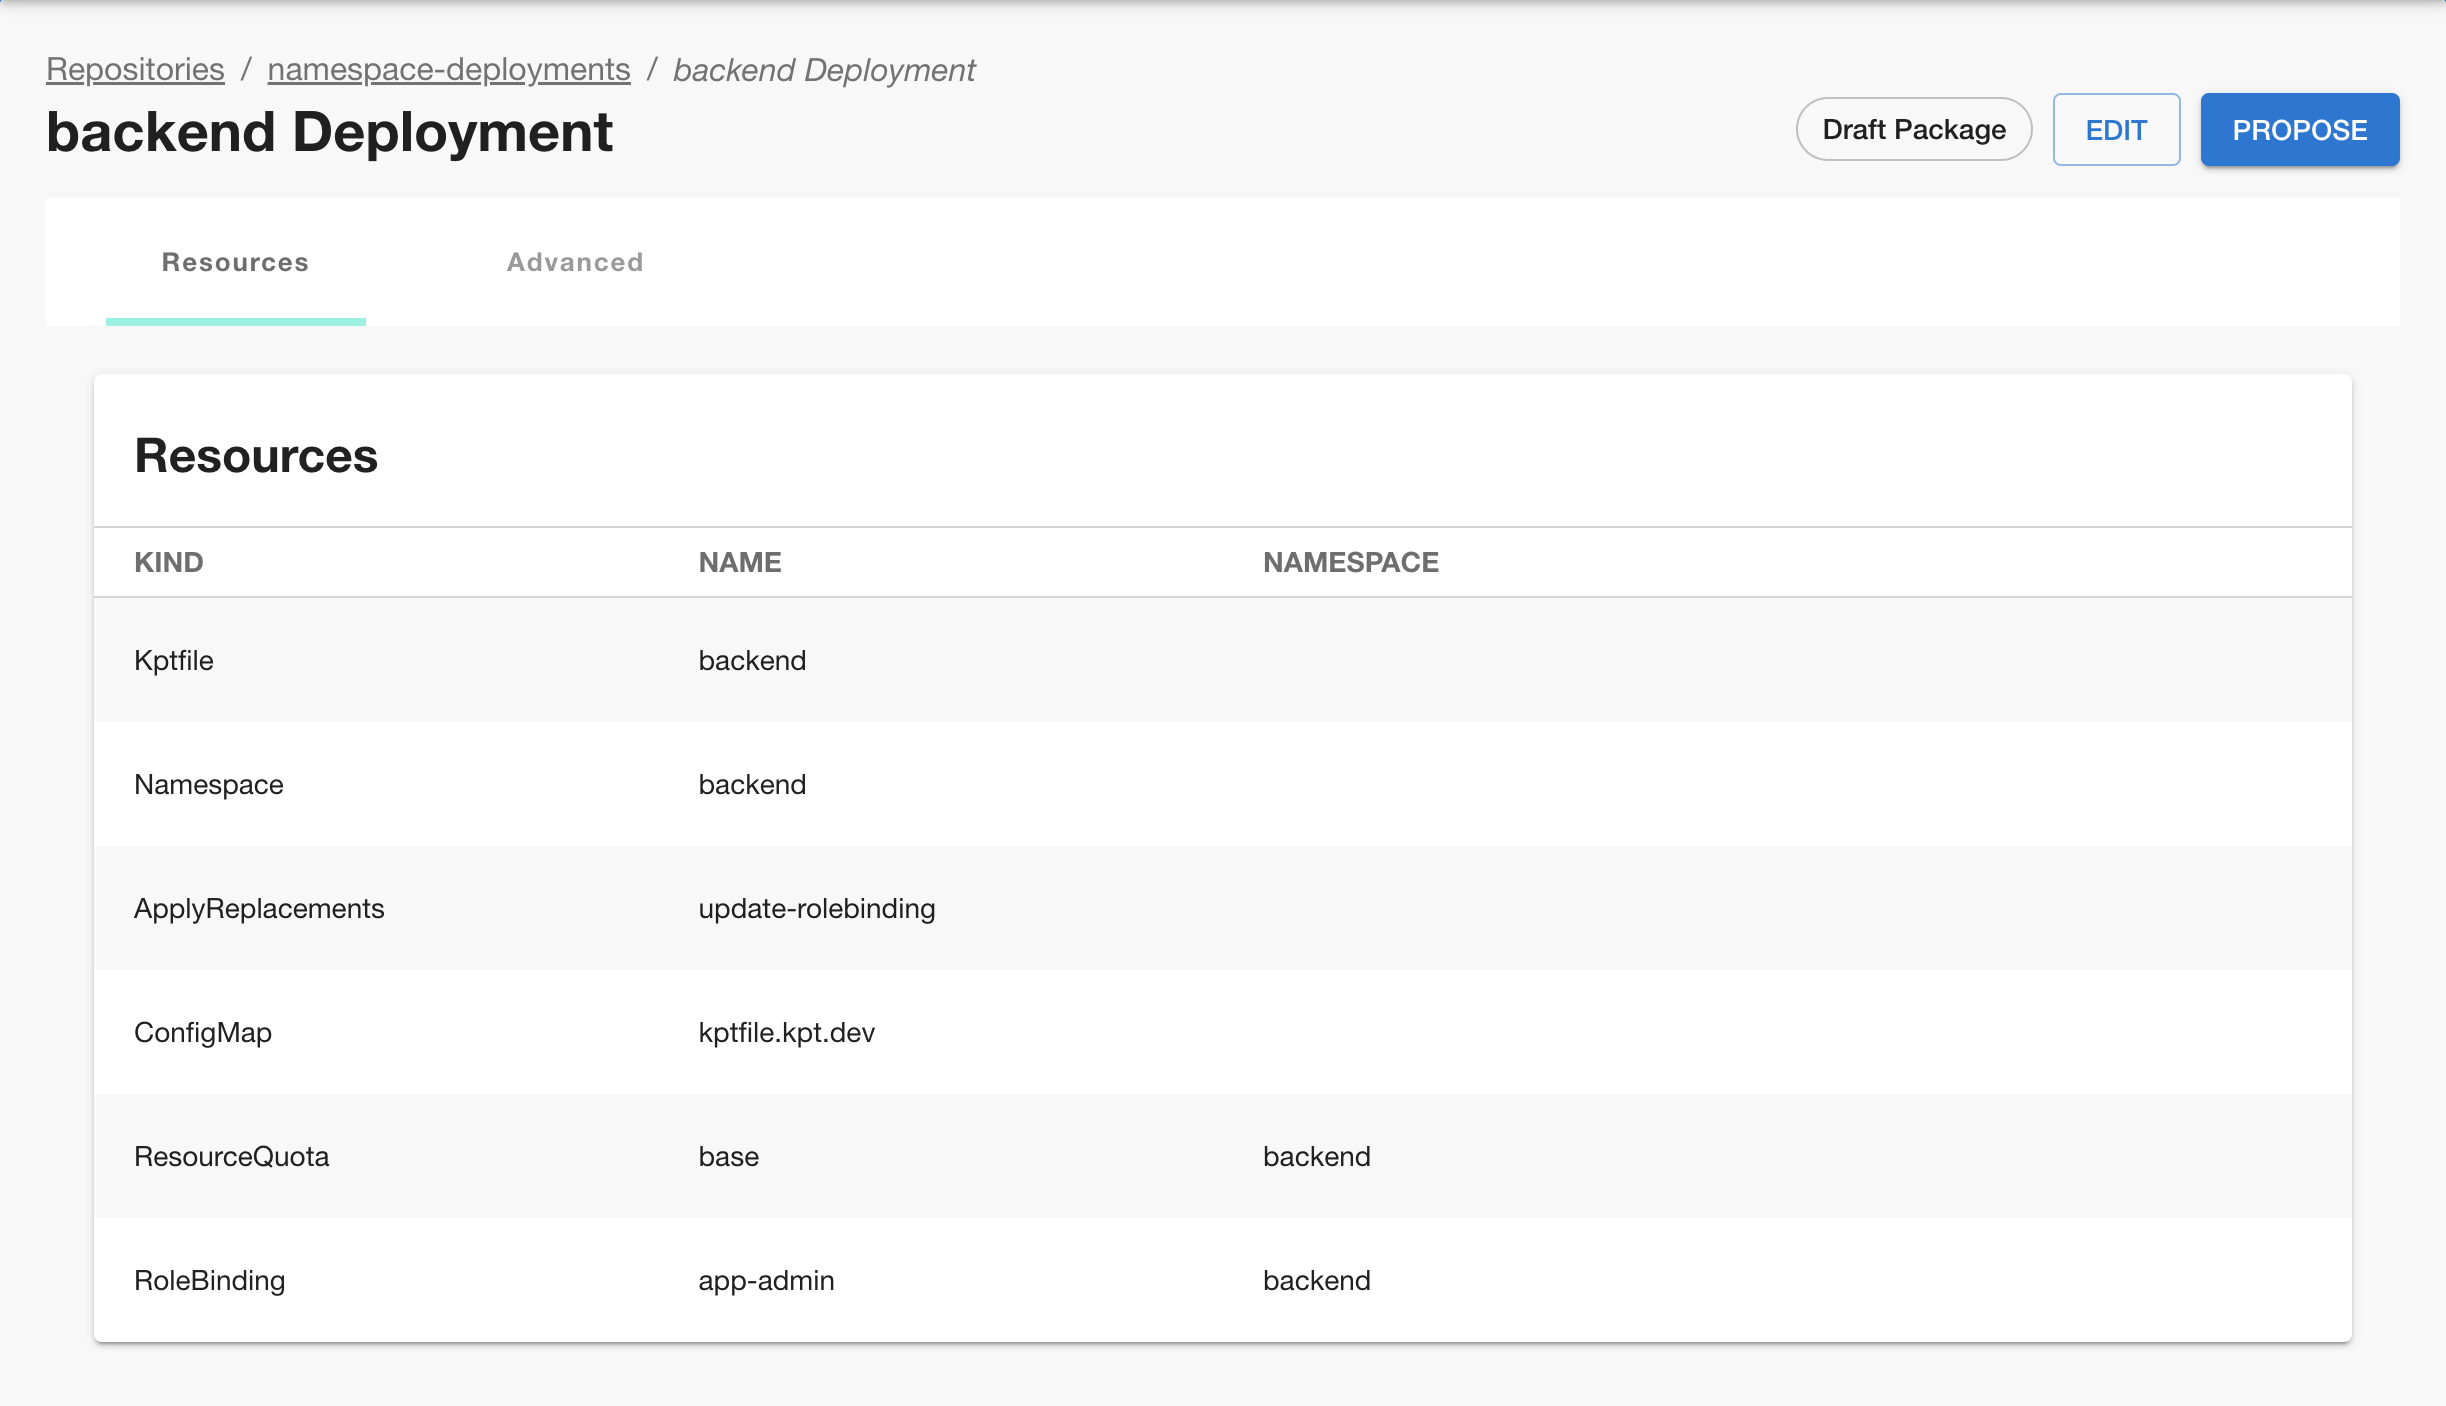 Repositories / namespace-deployments / backend Deployment
backend Deployment
Draft Package EDIT PROPOSE
Resources Advanced
Resources
KIND NAME NAMESPACE
Kptfile backend
Namespace backend
ApplyReplacements update-rolebinding
ConfigMap kptfile.kpt.dev
ResourceQuota base backend
RoleBinding app-admin backend